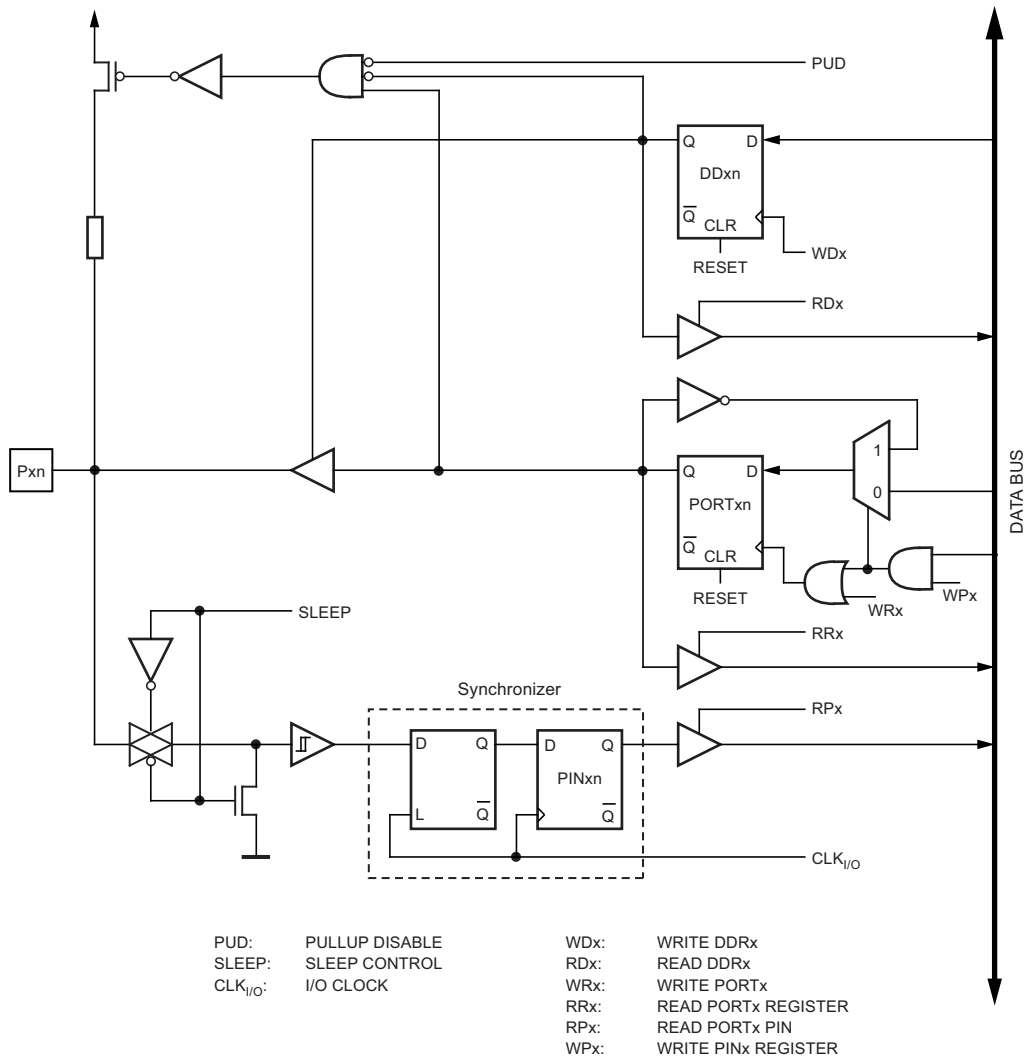 PUD
Q D
DDxn
Q
CLR
WDx
RESET
RDx
Pxn
1
Q D
0
PORTxn
DATA BUS
Q
CLR
WPx
RESET
WRx
SLEEP
RRx
Synchronizer
RPx
D Q D Q
PINxn
L Q Q
CLKI/O
PUD: PULLUP DISABLE
SLEEP: SLEEP CONTROL
CLKI/O: I/O CLOCK
WDx: WRITE DDRx
RDx: READ DDRx
WRx: WRITE PORTx
RRx: READ PORTx REGISTER
RPx: READ PORTx PIN
WPx: WRITE PINx REGISTER